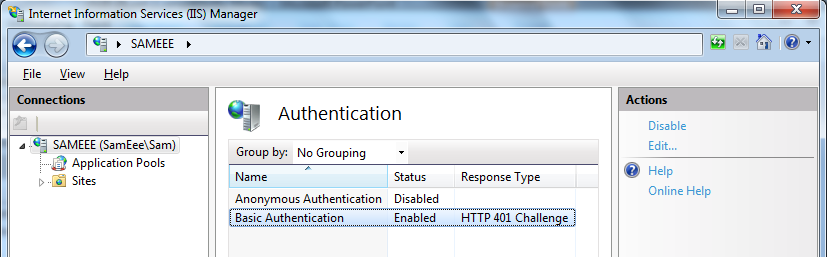 Internet Information Services (IIS) Manager
SAMEEE
File View Help
Connections
SAMEEE (SamEee\Sam)
Application Pools
Sites
Authentication
Group by: No Grouping
Name Status Response Type
Anonymous Authentication Disabled
Basic Authentication Enabled HTTP 401 Challenge
Actions
Disable
Edit...
Help
Online Help